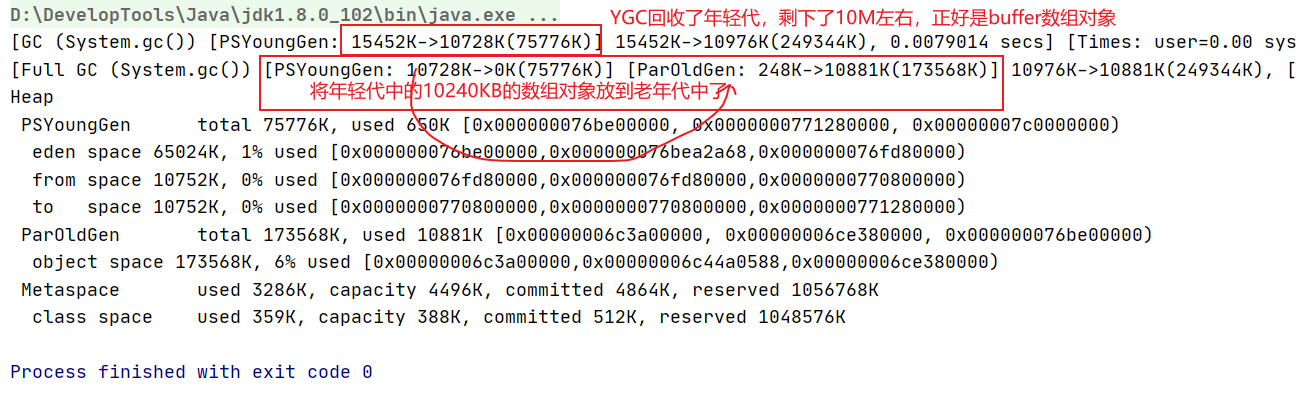 D:\DevelopTools\Java\jdk1.8.0_102\bin\java.exe ...
YGC回收了年轻代，剩下了10M左右，正好是buffer数组对象
[GC (System.gc()) [PSYoungGen: 15452K->10728K(75776K)] 15452K->10976K(249344K), 0.0079014 secs] [Times: user=0.00 sys
[Full GC (System.gc()) [PSYoungGen: 10728K->0K(75776K)] [ParOldGen: 248K->10881K(173568K)] 10976K->10881K(249344K), [
Heap
将年轻代中的10240KB的数组对象放到老年代中了
PSYoungGen      total 75776K, used 650K [0x000000076be00000, 0x0000000771280000, 0x00000007c0000000)
eden space 65024K, 1% used [0x000000076be00000,0x000000076bea2a68,0x000000076fd80000)
from space 10752K, 0% used [0x000000076fd80000,0x000000076fd80000,0x0000000770800000)
to   space 10752K, 0% used [0x0000000770800000,0x0000000770800000,0x0000000771280000)
ParOldGen       total 173568K, used 10881K [0x00000006c3a00000, 0x00000006ce380000, 0x000000076be00000)
object space 173568K, 6% used [0x00000006c3a00000,0x00000006c44a0588,0x00000006ce380000)
Metaspace       used 3286K, capacity 4496K, committed 4864K, reserved 1056768K
class space    used 359K, capacity 388K, committed 512K, reserved 1048576K
Process finished with exit code 0